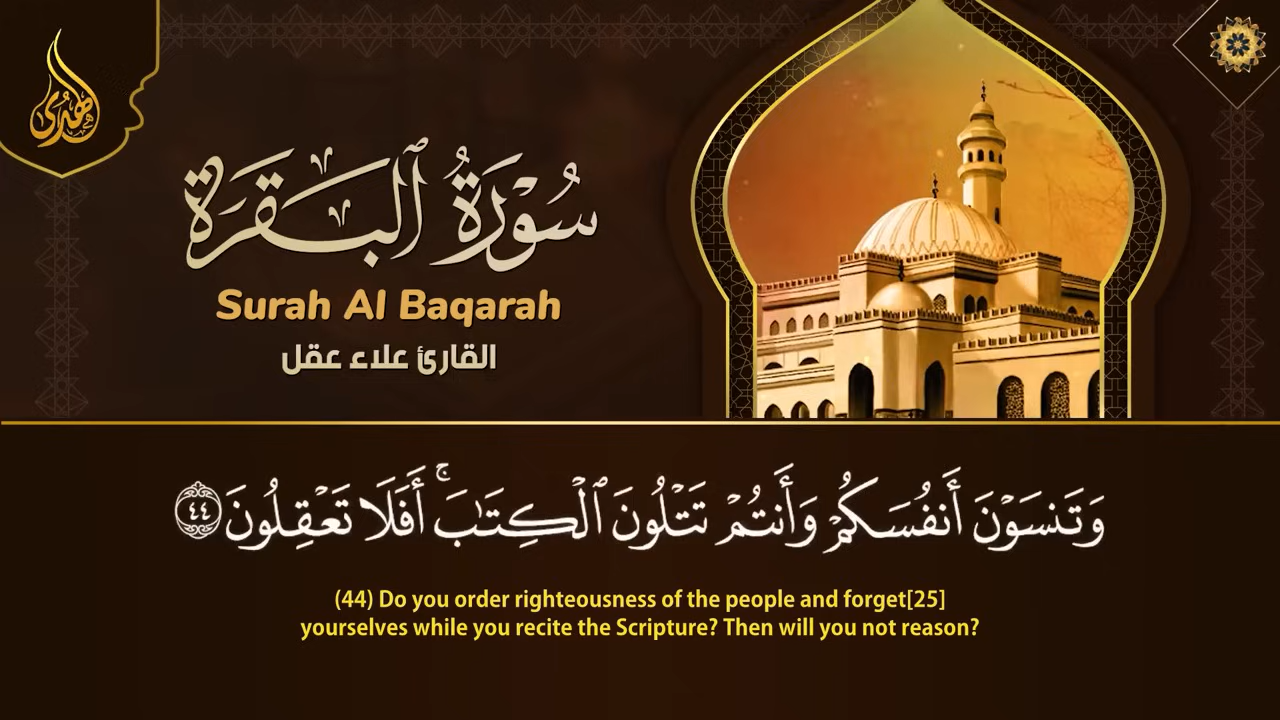 الهدى
سُورَةُ ٱلْبَقَرَة
Surah Al Baqarah
القارئ علاء عقل
وَتَنسَوْنَ أَنفُسَكُمْ وَأَنتُمْ تَتْلُونَ ٱلْكِتَٰبَ ۚ أَفَلَا تَعْقِلُونَ ٤٤
(44) Do you order righteousness of the people and forget[25]
yourselves while you recite the Scripture? Then will you not reason?